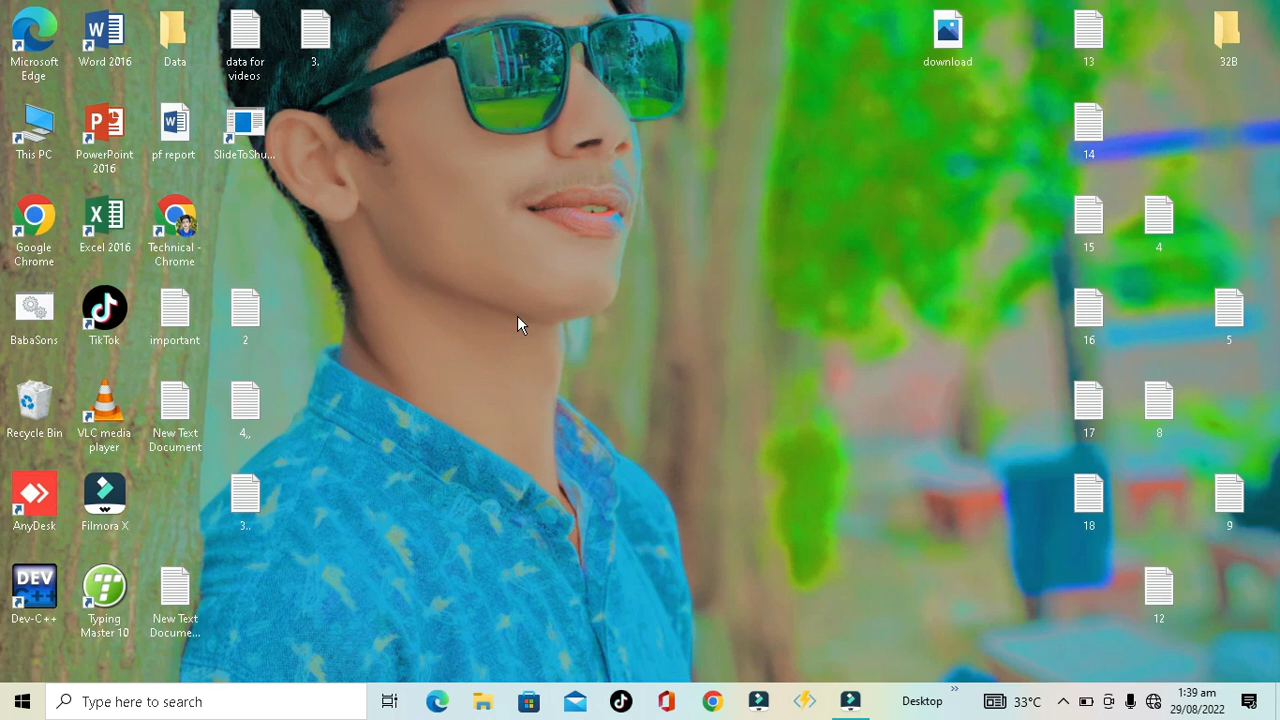 Microsoft
Edge
Word 2016
Data
data for
videos
3.
download
13
32B
This PC
PowerPoint
2016
pf report
SlideToShu...
14
Google
Chrome
Excel 2016
Technical -
Chrome
15
4
BabaSons
TikTok
important
2
16
5
Recycle Bin
VLC media
player
New Text
Document
4,,
17
8
AnyDesk
Filmora X
3..
18
9
DEV
C++
Dev-C++
Typing
Master 10
New Text
Docume...
12
Type here to search
Desktop
33°C
1:39 am
29/08/2022